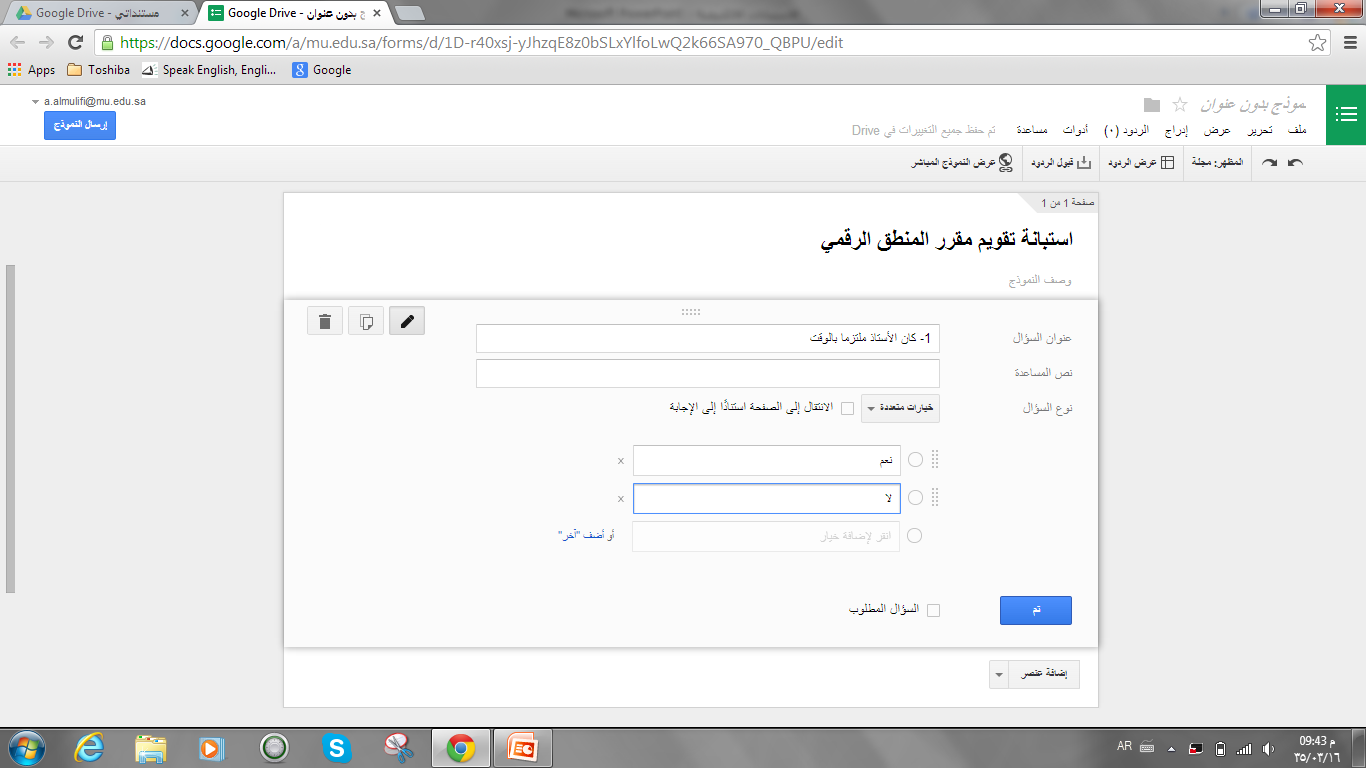 مستنداتي - Google Drive
ج بدون عنوان - Google Drive
https://docs.google.com/a/mu.edu.sa/forms/d/1D-r40xsj-yJhzqE8z0bSLxYlfoLwQ2k66SA970_QBPU/edit
Apps Toshiba Speak English, Engli... Google
a.almulifi@mu.edu.sa
نموذج بدون عنوان
إرسال النموذج
ملف تحرير عرض إدراج الردود (٠) أدوات مساعدة تم حفظ جميع التغييرات في Drive
المظهر: مجلة عرض الردود قبول الردود عرض النموذج المباشر
صفحة 1 من 1
استبانة تقويم مقرر المنطق الرقمي
وصف النموذج
عنوان السؤال 1- كان الأستاذ ملتزما بالوقت
نص المساعدة
نوع السؤال خيارات متعددة الانتقال إلى الصفحة استنادًا إلى الإجابة
نعم x
لا x
انقر لإضافة خيار أو أضف "آخر"
تم السؤال المطلوب
إضافة عنصر
AR
09:43 م
٣٥/٠٣/١٦